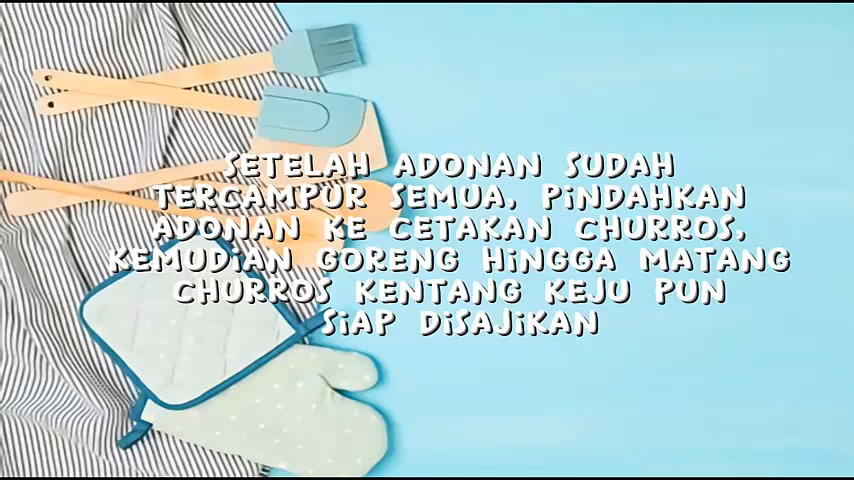 SETELAH ADONAN SUDAH
TERCAMPUR SEMUA, PiNDAHKAN
ADONAN KE CETAKAN CHURROS,
KEMUDiAN GORENG HiNGGA MATANG
CHURROS KENTANG KEJU PUN
SiAP DiSAJiKAN